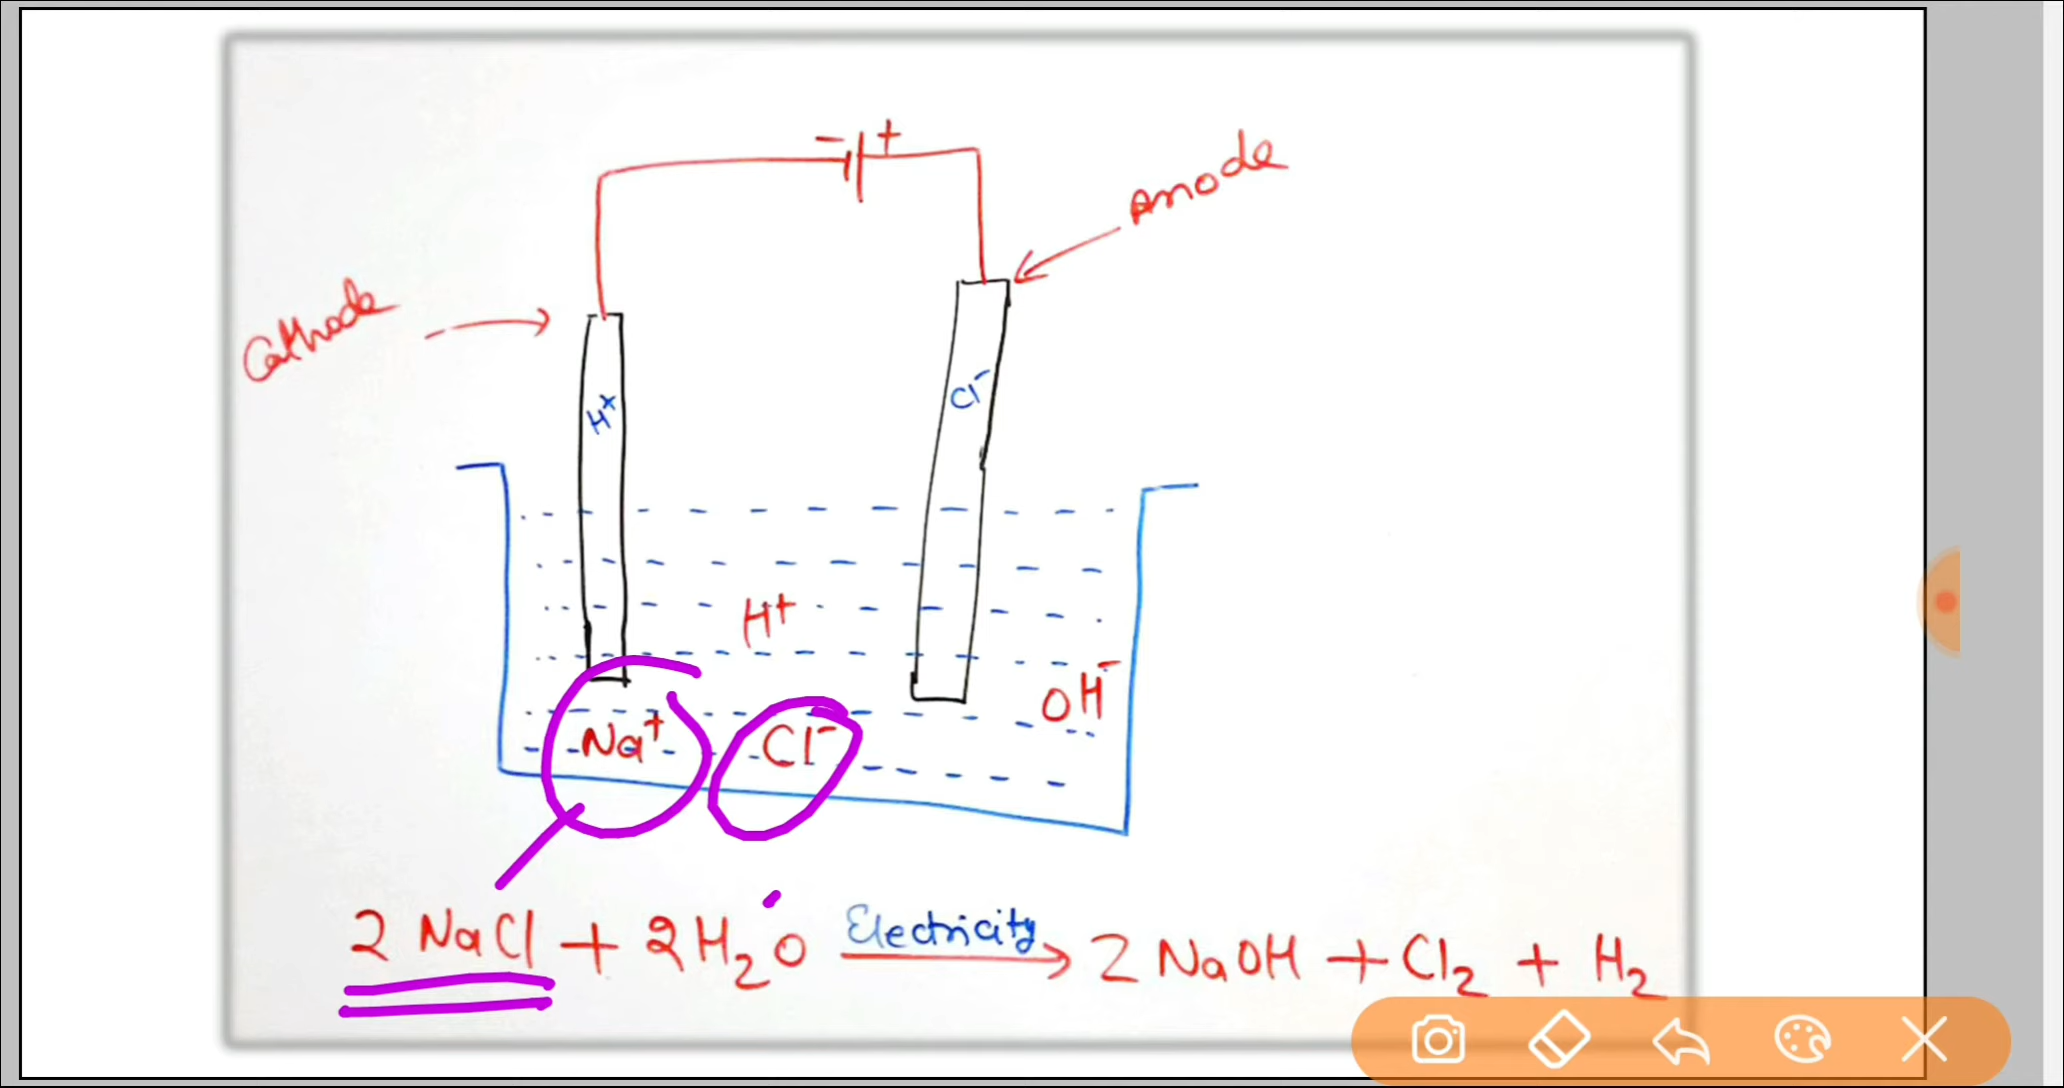 - +
Anode
Cathode
H⁺
Cl⁻
H⁺
OH⁻
Na⁺
Cl⁻
2 NaCl + 2H₂O Electricity → 2 NaOH + Cl₂ + H₂